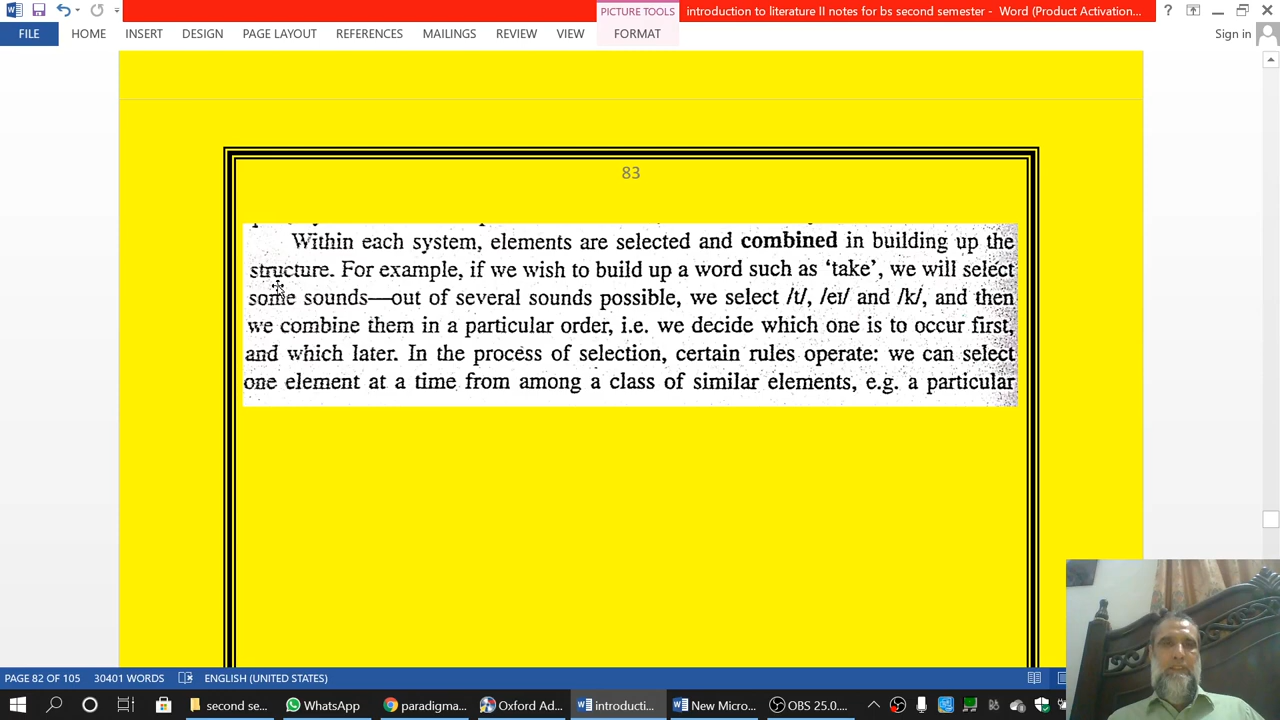 PICTURE TOOLS
introduction to literature II notes for bs second semester - Word (Product Activation...
FILE HOME INSERT DESIGN PAGE LAYOUT REFERENCES MAILINGS REVIEW VIEW FORMAT Sign in
83
Within each system, elements are selected and combined in building up the
structure. For example, if we wish to build up a word such as ‘take’, we will select
some sounds—out of several sounds possible, we select /t/, /eɪ/ and /k/, and then
we combine them in a particular order, i.e. we decide which one is to occur first,
and which later. In the process of selection, certain rules operate: we can select
one element at a time from among a class of similar elements, e.g. a particular
PAGE 82 OF 105 30401 WORDS ENGLISH (UNITED STATES)
second se... WhatsApp paradigma... Oxford Ad... introducti... New Micro... OBS 25.0....